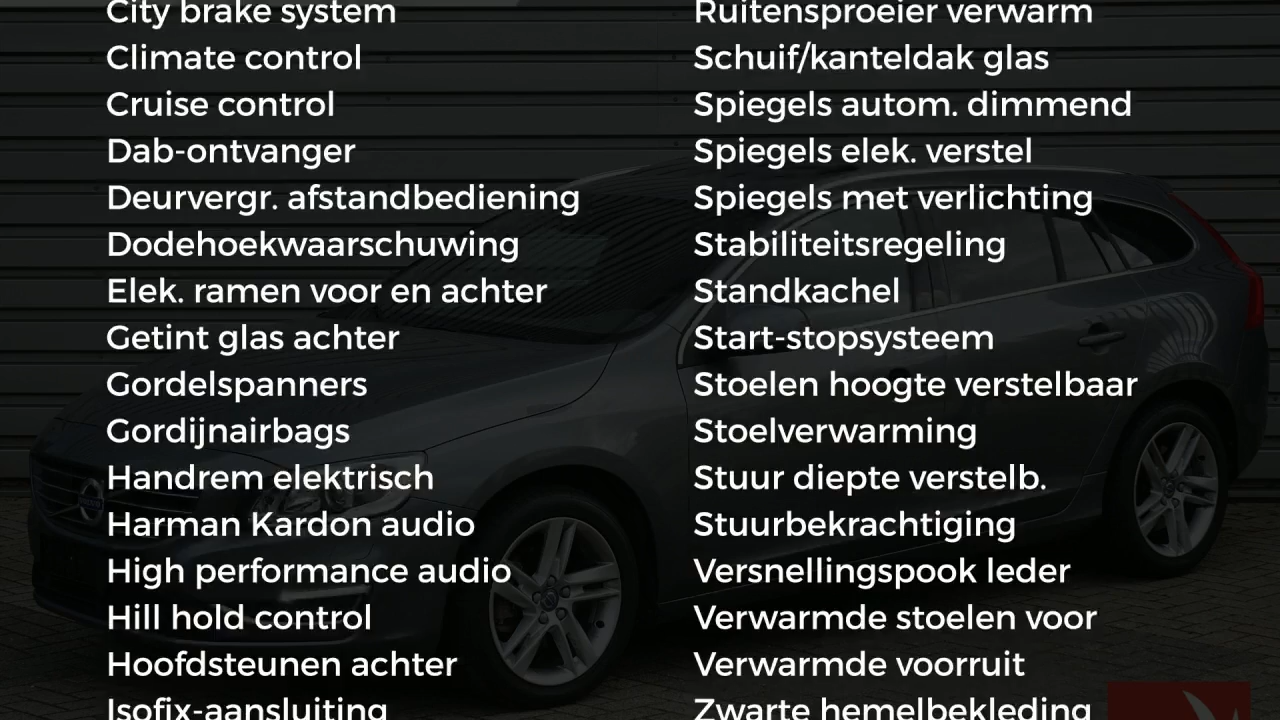 City brake system
Climate control
Cruise control
Dab-ontvanger
Deurvergr. afstandbediening
Dodehoekwaarschuwing
Elek. ramen voor en achter
Getint glas achter
Gordelspanners
Gordijnairbags
Handrem elektrisch
Harman Kardon audio
High performance audio
Hill hold control
Hoofdsteunen achter
Isofix-aansluiting
Ruitensproeier verwarm
Schuif/kanteldak glas
Spiegels autom. dimmend
Spiegels elek. verstel
Spiegels met verlichting
Stabiliteitsregeling
Standkachel
Start-stopsysteem
Stoelen hoogte verstelbaar
Stoelverwarming
Stuur diepte verstelb.
Stuurbekrachtiging
Versnellingspook leder
Verwarmde stoelen voor
Verwarmde voorruit
Zwarte hemelbekleding